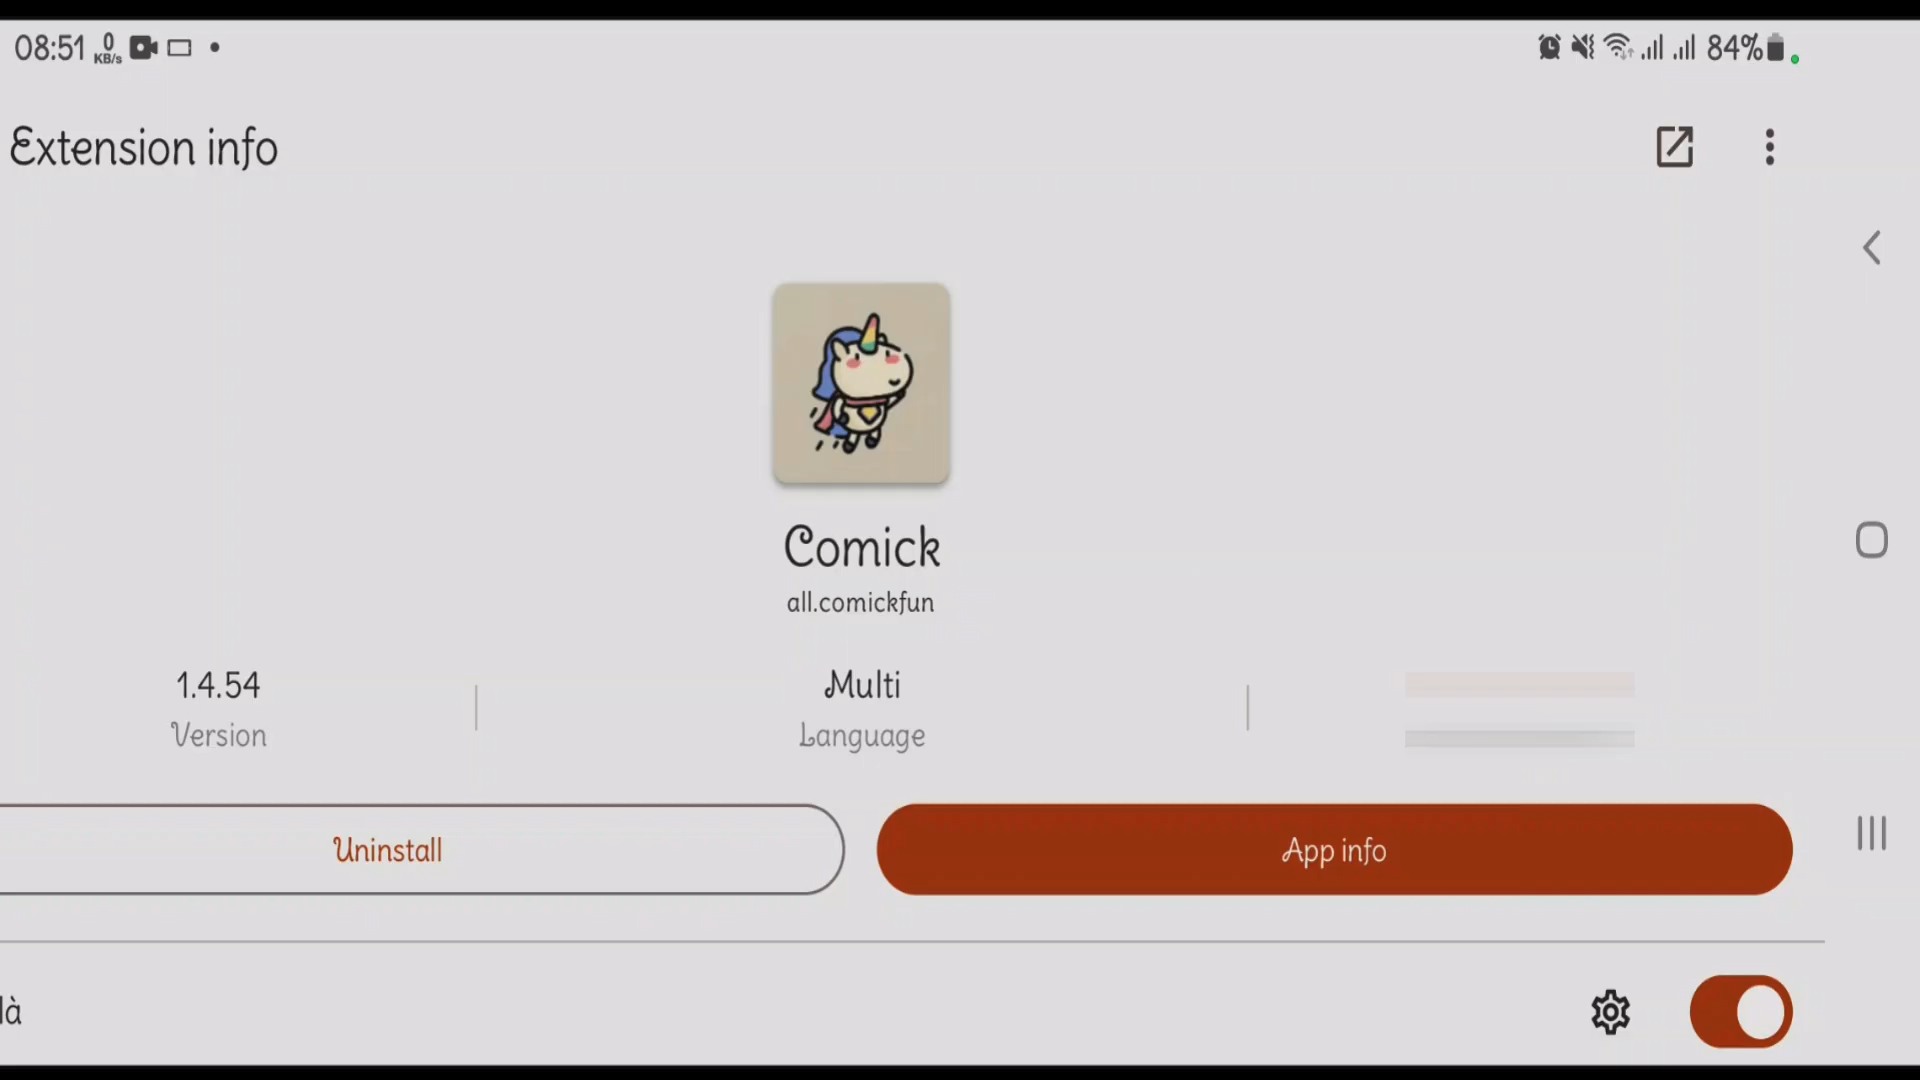 08:51 0 KB/s 84%
Extension info
Comick
all.comickfun
1.4.54
Version
Multi
Language
Uninstall
App info
là